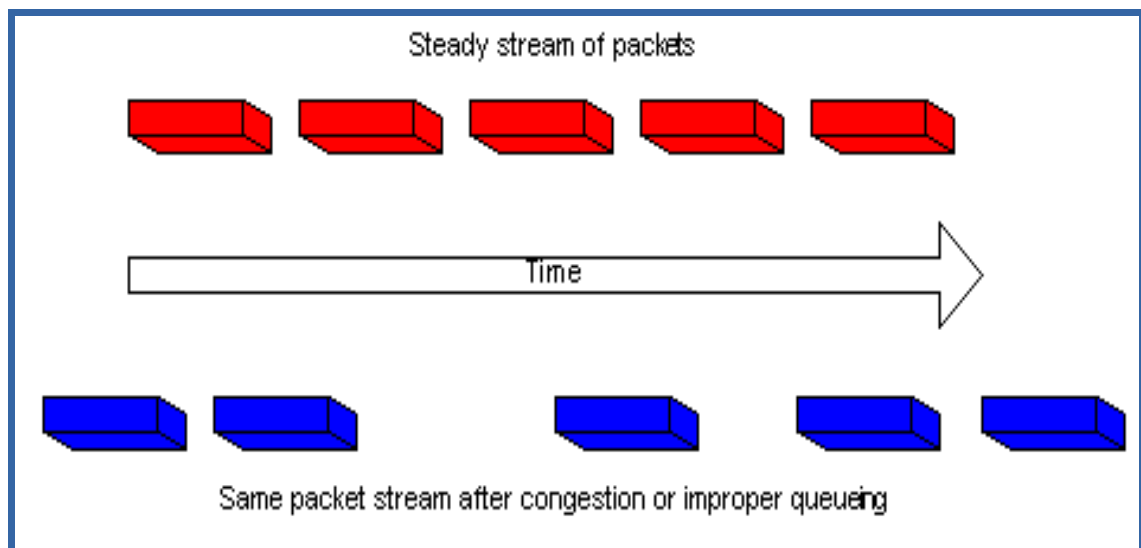 Steady stream of packets
Time
Same packet stream after congestion or improper queueing